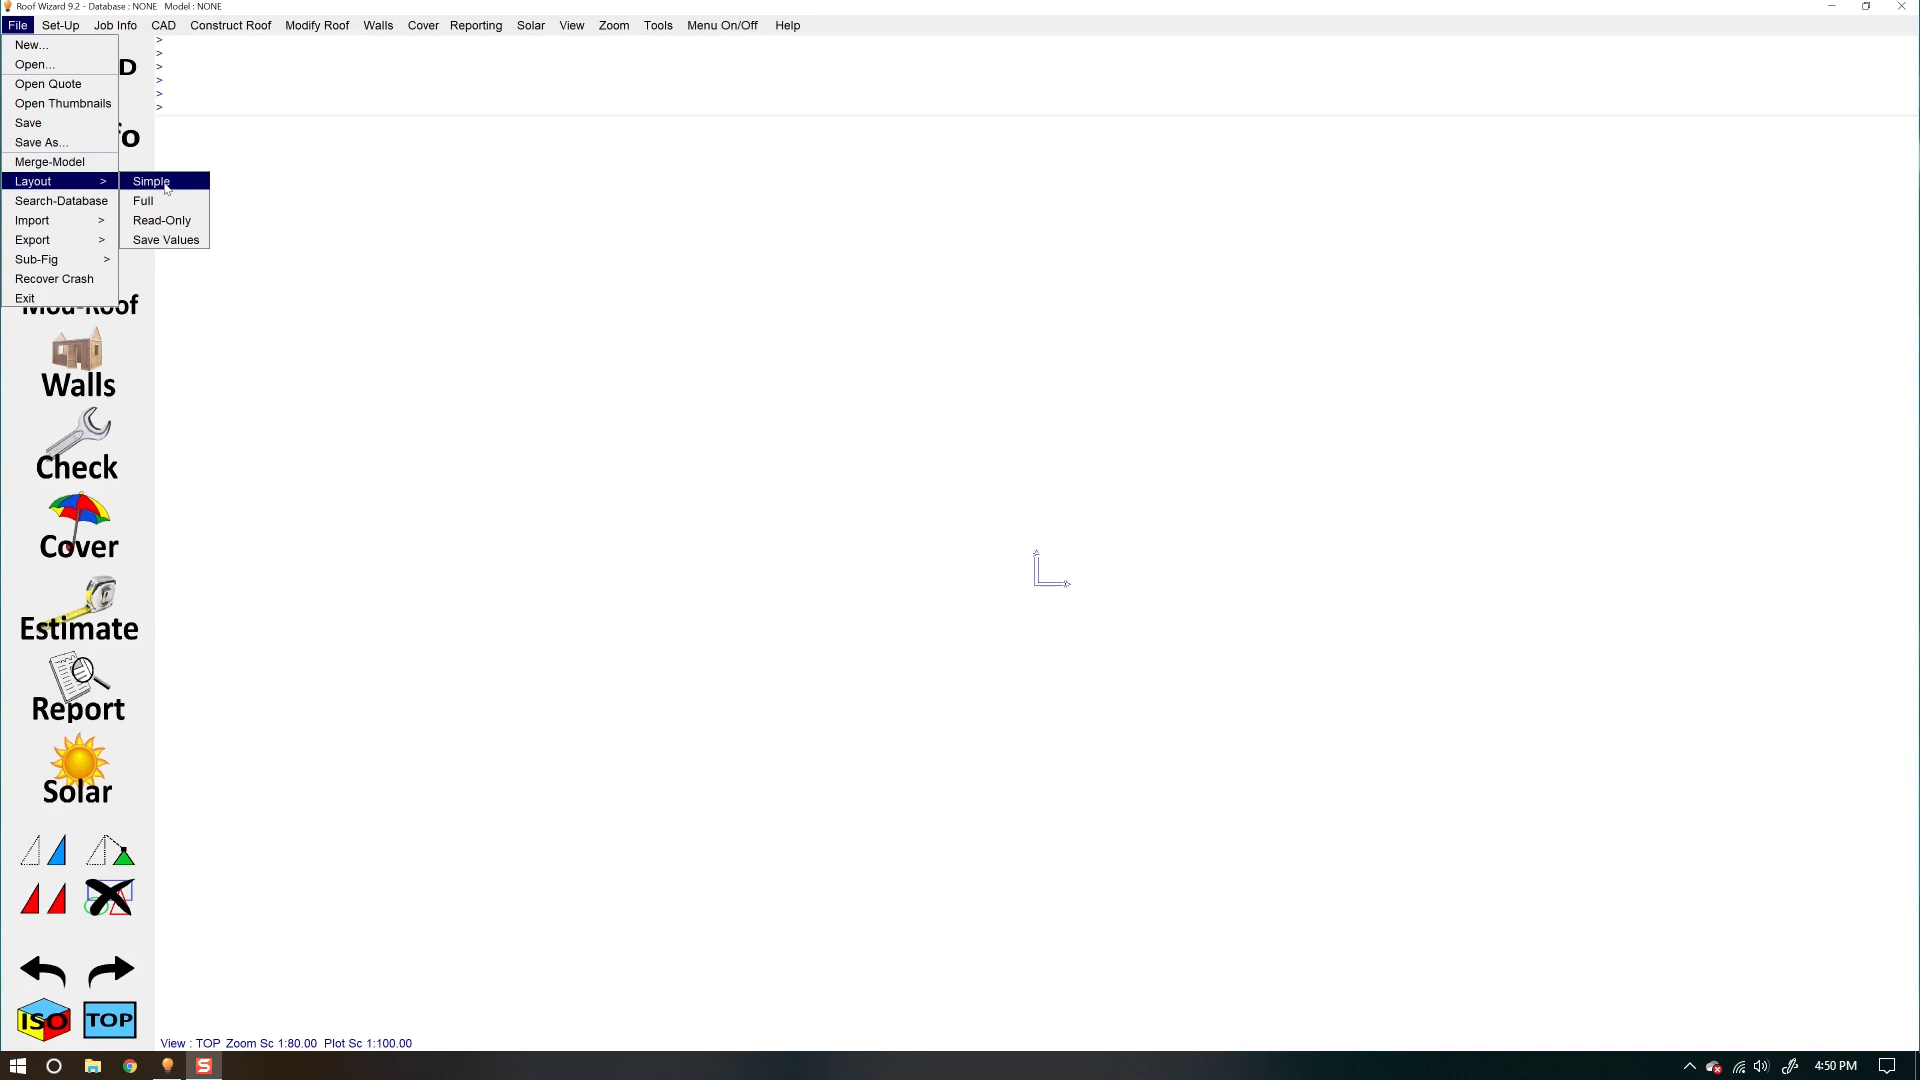 Roof Wizard 9.2 - Database : NONE Model : NONE
File Set-Up Job Info CAD Construct Roof Modify Roof Walls Cover Reporting Solar View Zoom Tools Menu On/Off Help
New...
Open...
Open Quote
Open Thumbnails
Save
Save As...
Merge-Model
Layout >
Search-Database
Import >
Export >
Sub-Fig >
Recover Crash
Exit
Simple
Full
Read-Only
Save Values
D
fo
>
>
>
>
>
>
Mod-Roof
Walls
Check
Cover
Estimate
Report
Solar
ISO TOP
View : TOP Zoom Sc 1:80.00 Plot Sc 1:100.00
S
4:50 PM